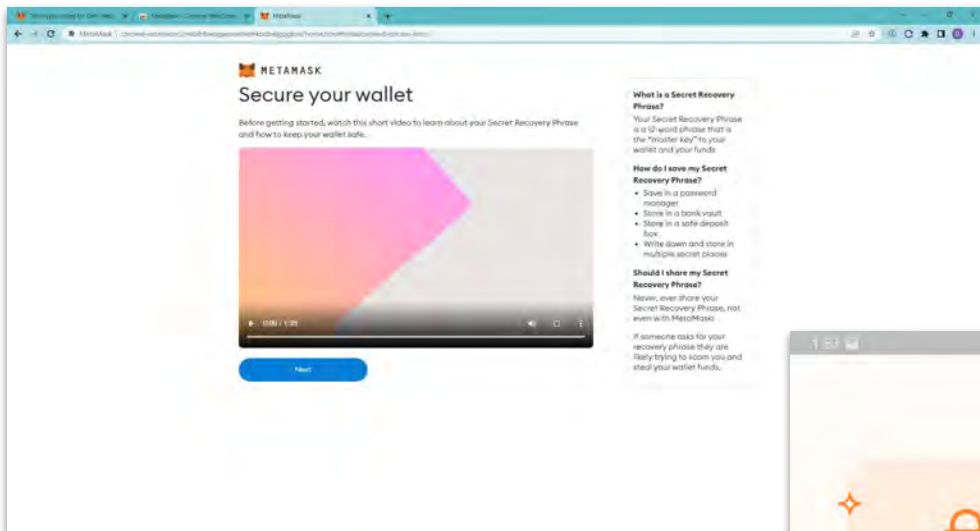 MetaMask
MetaMask
METAMASK
Secure your wallet
Before getting started, watch this short video to learn about your Secret Recovery Phrase
and how to keep your wallet safe.
0:00 / 1:35
Next
What is a Secret Recovery
Phrase?
Your Secret Recovery Phrase
is a 12-word phrase that is
the “master key” to your
wallet and your funds
How do I save my Secret
Recovery Phrase?
• Save in a password
manager
• Store in a bank vault
• Store in a safe deposit
box
• Write down and store in
multiple secret places
Should I share my Secret
Recovery Phrase?
Never, ever share your
Secret Recovery Phrase, not
even with MetaMask!
If someone asks for your
recovery phrase they are
likely trying to scam you and
steal your wallet funds.